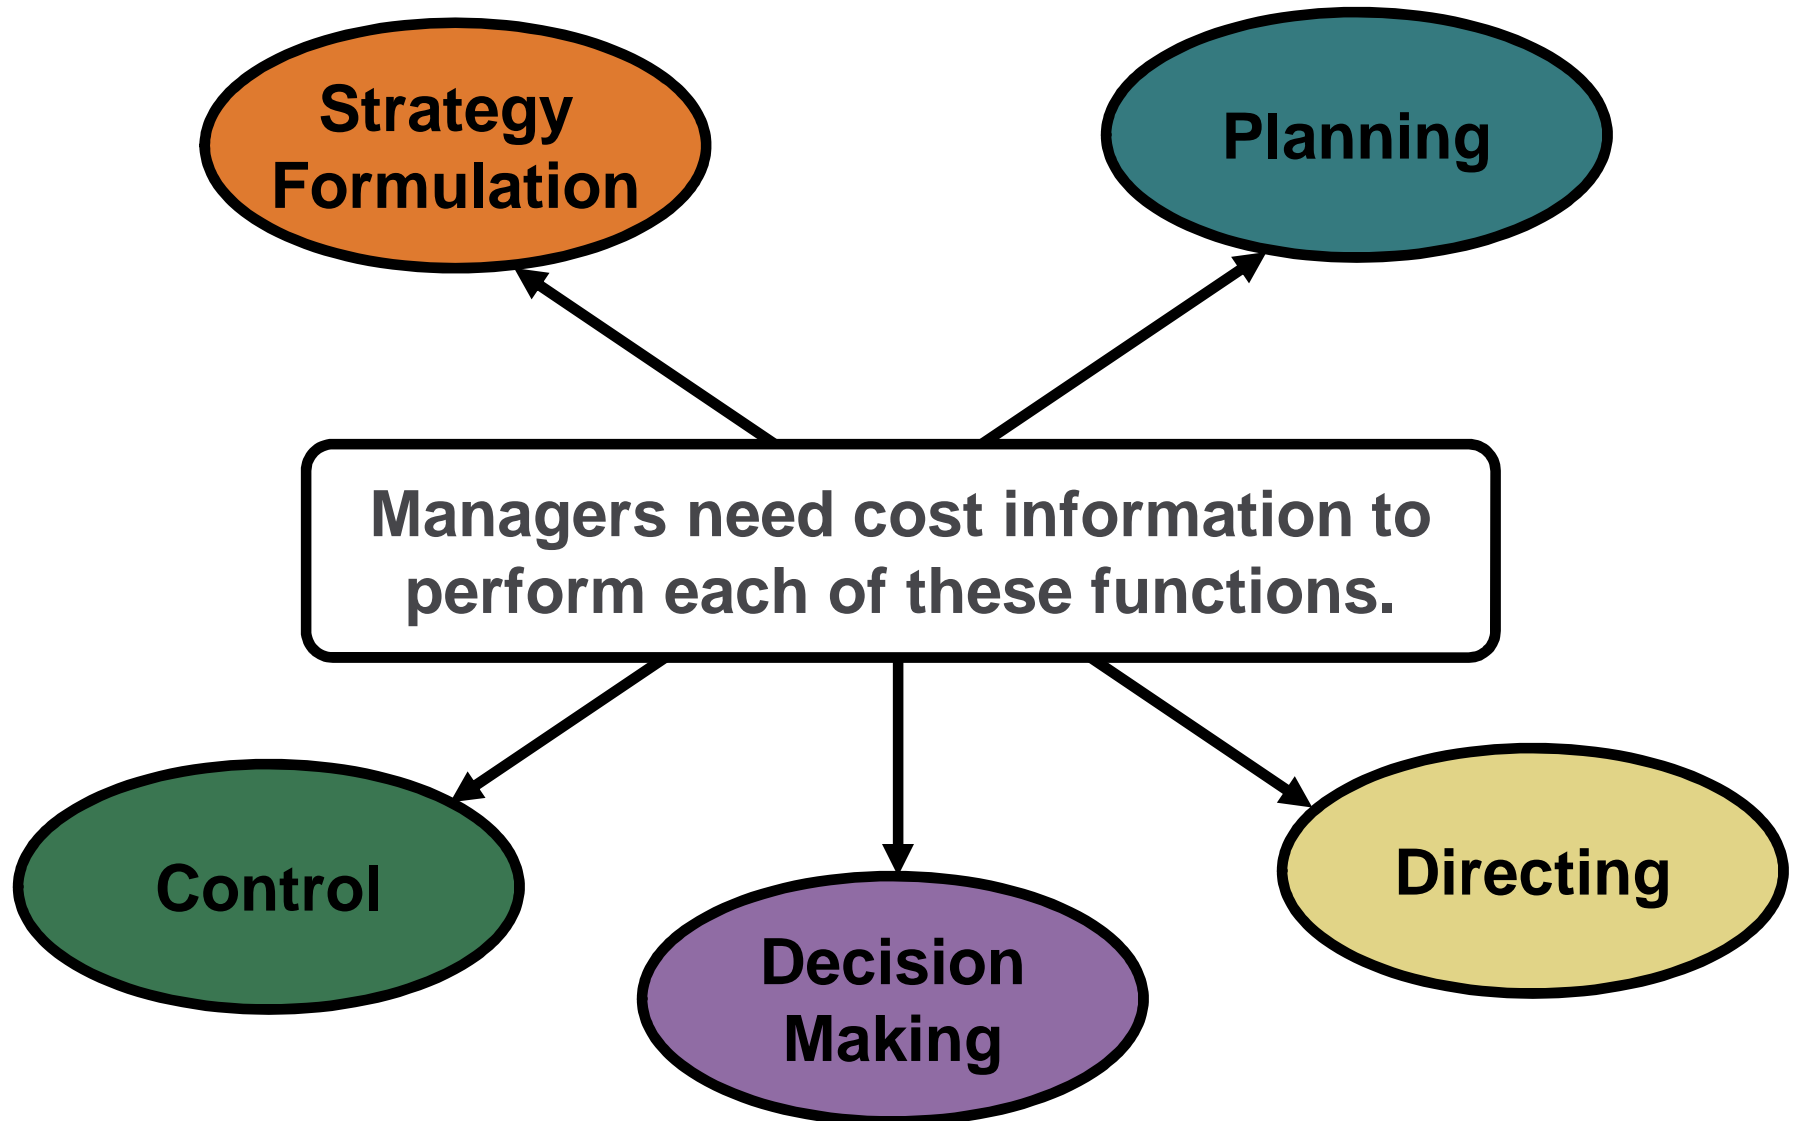 Strategy
Formulation
Planning
Managers need cost information to
perform each of these functions.
Control
Decision
Making
Directing